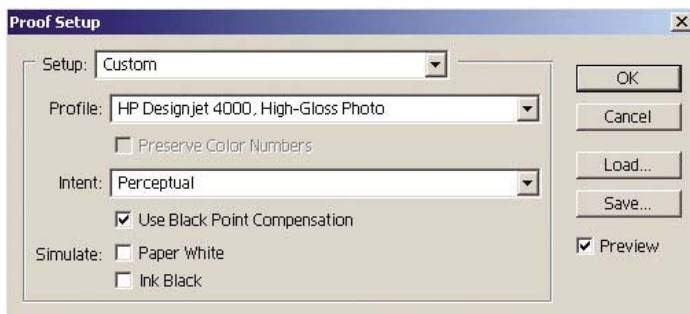 Proof Setup
Setup: Custom
OK
Profile: HP Designjet 4000, High-Gloss Photo
Cancel
Preserve Color Numbers
Load...
Intent: Perceptual
Save...
Use Black Point Compensation
Preview
Simulate: Paper White
Ink Black